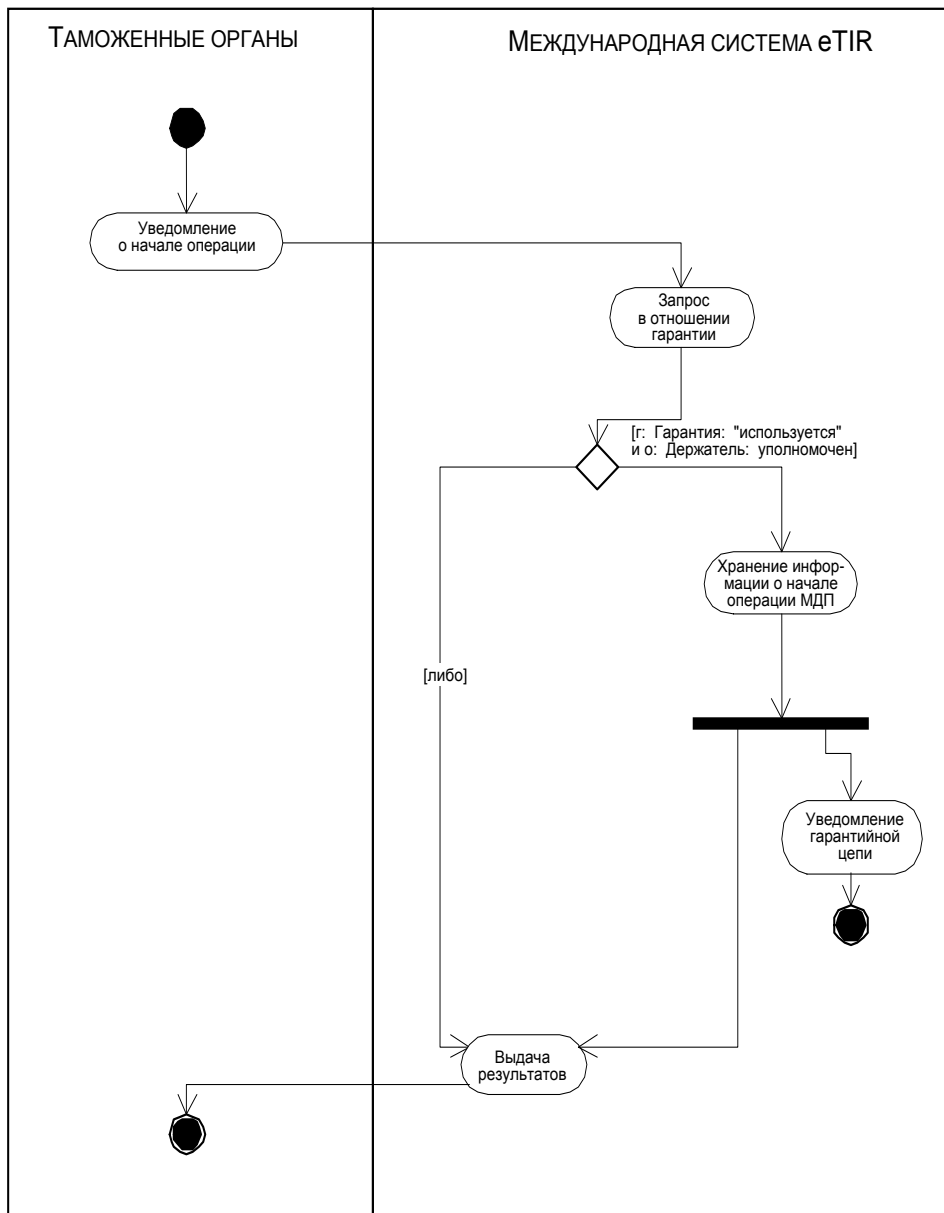 ТАМОЖЕННЫЕ ОРГАНЫ
МЕЖДУНАРОДНАЯ СИСТЕМА eTIR
Уведомление
о начале операции
Запрос
в отношении
гарантии
[г: Гарантия: "используется"
и о: Держатель: уполномочен]
Хранение инфор-
мации о начале
операции МДП
[либо]
Уведомление
гарантийной
цепи
Выдача
результатов